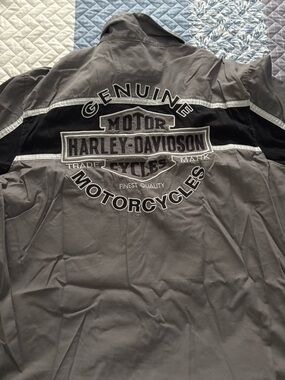 GENUINE
MOTOR
HARLEY-DAVIDSON
TRADE MARK
CYCLES
FINEST QUALITY
MOTORCYCLES